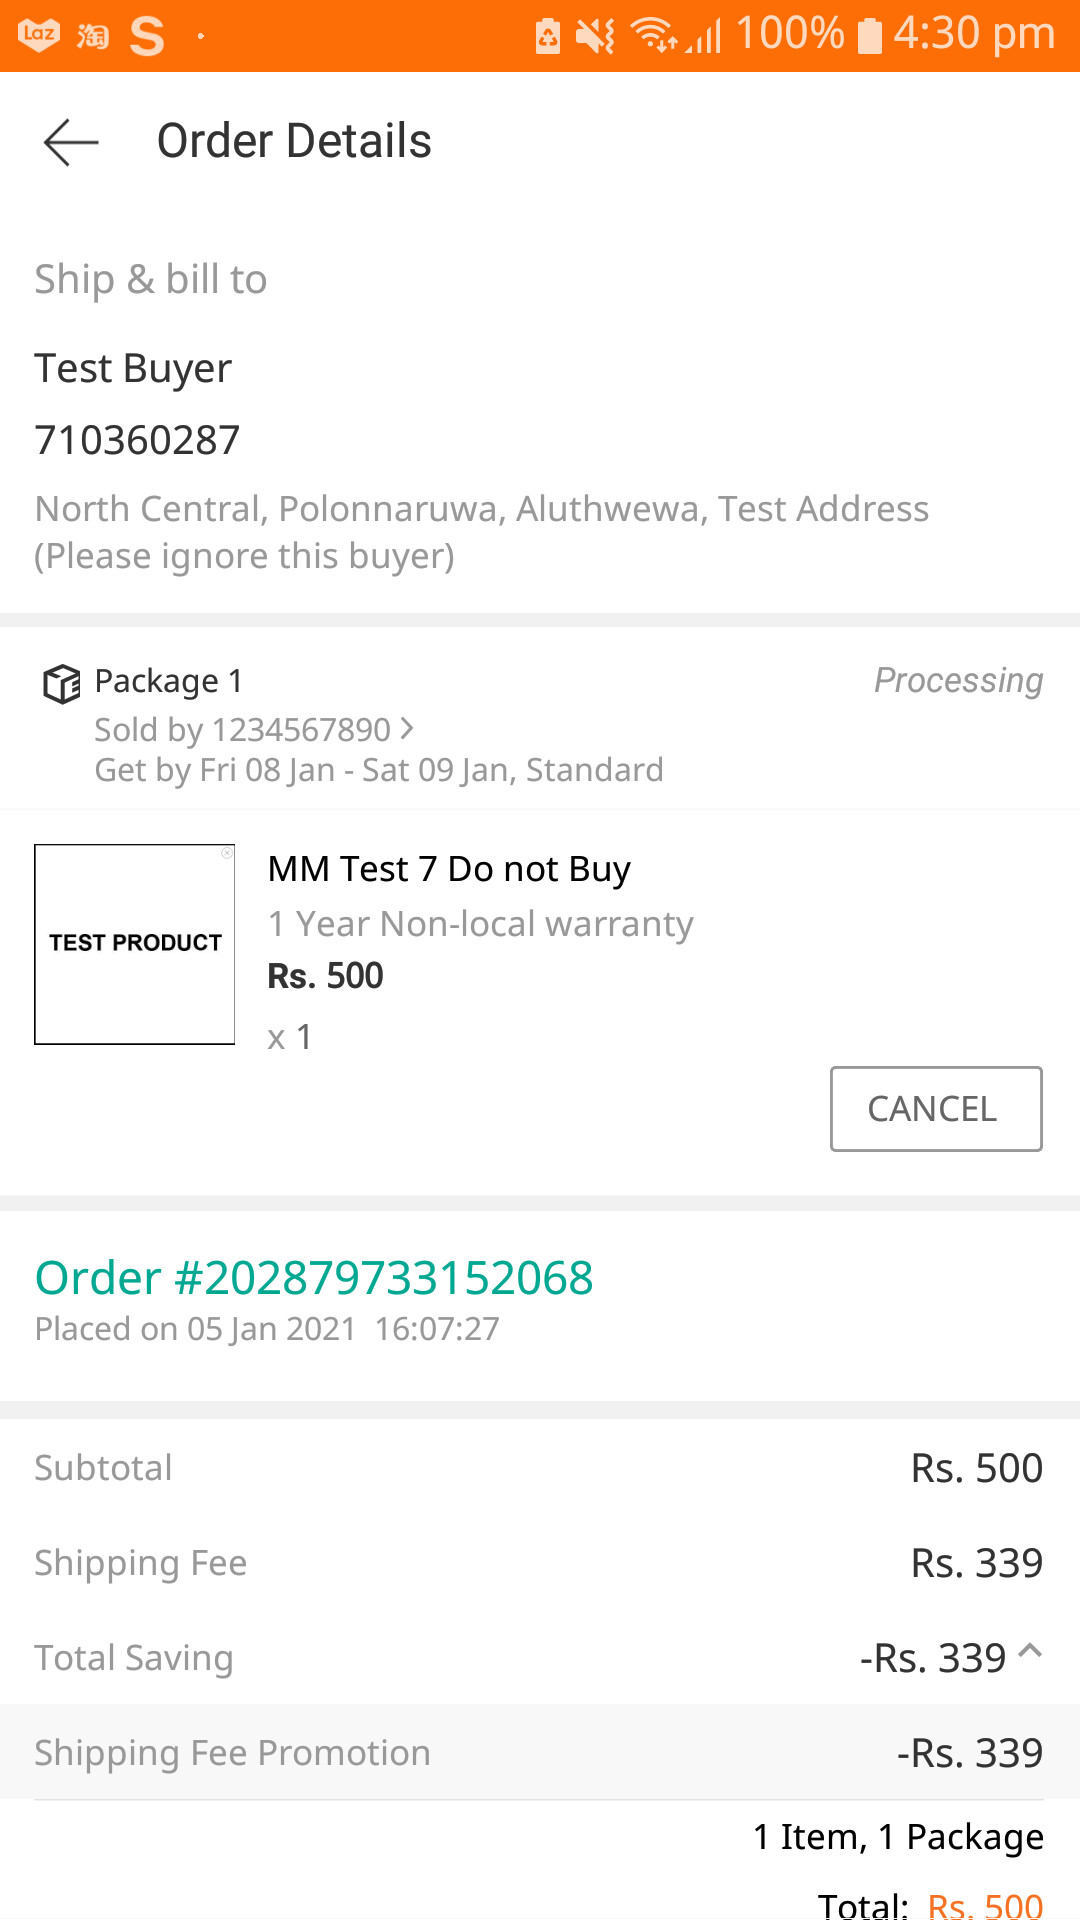 Laz 淘 S 100% 4:30 pm
Order Details
Ship & bill to
Test Buyer
710360287
North Central, Polonnaruwa, Aluthwewa, Test Address
(Please ignore this buyer)
Package 1 Processing
Sold by 1234567890
Get by Fri 08 Jan - Sat 09 Jan, Standard
TEST PRODUCT
MM Test 7 Do not Buy
1 Year Non-local warranty
Rs. 500
x 1
CANCEL
Order #202879733152068
Placed on 05 Jan 2021 16:07:27
Subtotal Rs. 500
Shipping Fee Rs. 339
Total Saving -Rs. 339
Shipping Fee Promotion -Rs. 339
1 Item, 1 Package
Total: Rs. 500